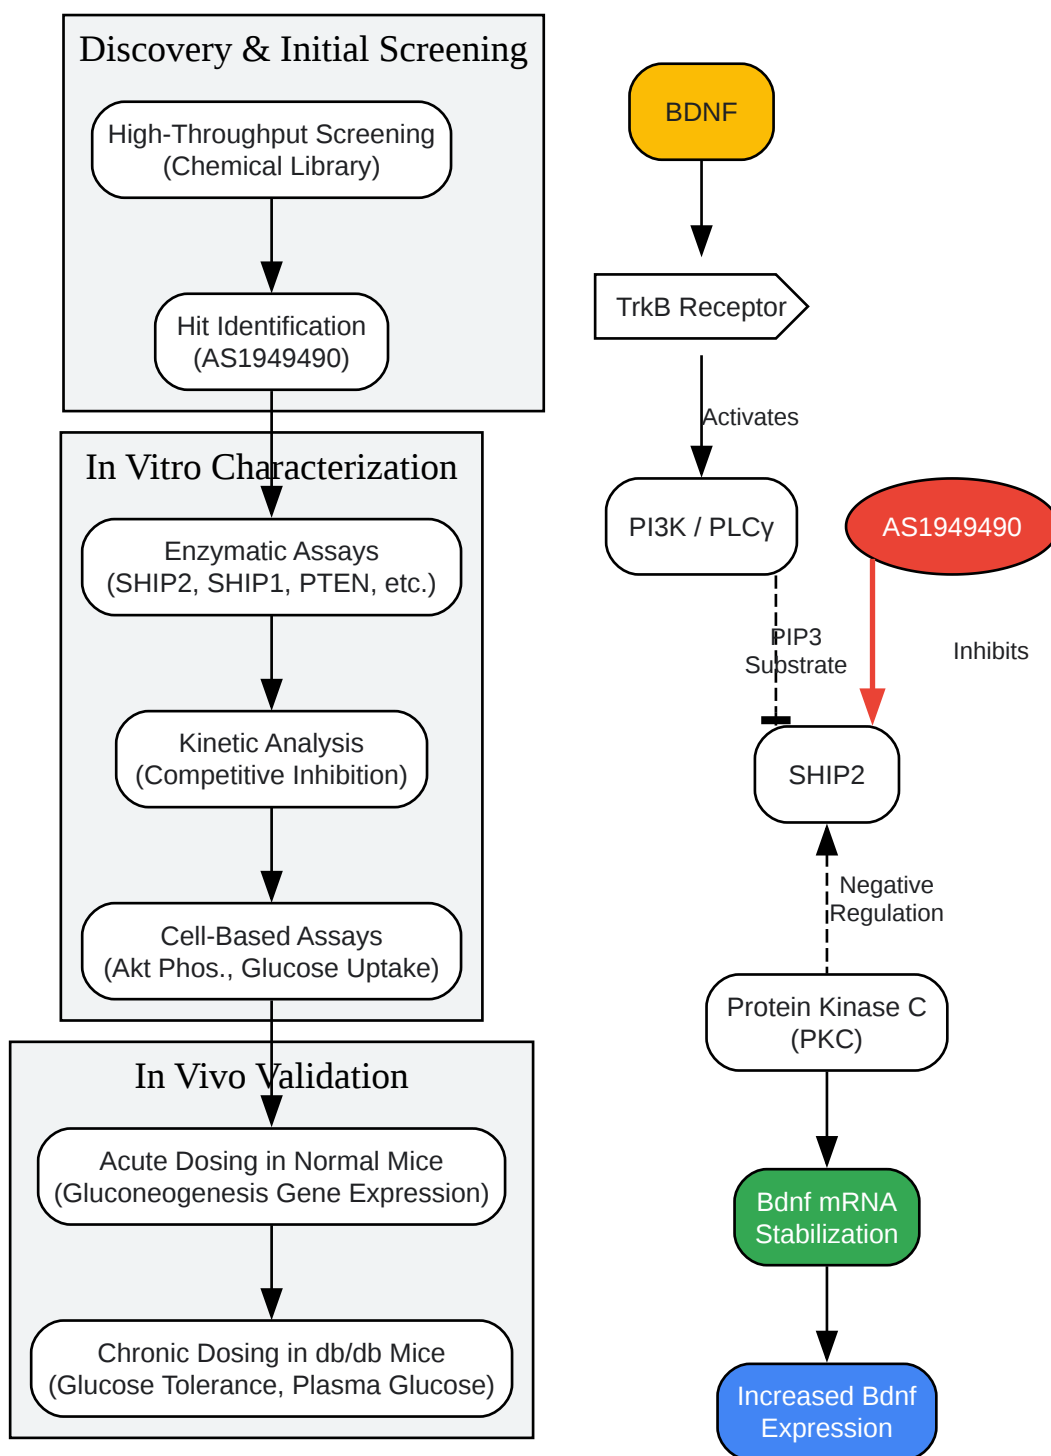 Discovery & Initial Screening
High-Throughput Screening
(Chemical Library)
Hit Identification
(AS1949490)
In Vitro Characterization
Enzymatic Assays
(SHIP2, SHIP1, PTEN, etc.)
Kinetic Analysis
(Competitive Inhibition)
Cell-Based Assays
(Akt Phos., Glucose Uptake)
In Vivo Validation
Acute Dosing in Normal Mice
(Gluconeogenesis Gene Expression)
Chronic Dosing in db/db Mice
(Glucose Tolerance, Plasma Glucose)
BDNF
TrkB Receptor
Activates
PI3K / PLCγ
AS1949490
PIP3
Substrate
Inhibits
SHIP2
Negative
Regulation
Protein Kinase C
(PKC)
Bdnf mRNA
Stabilization
Increased Bdnf
Expression